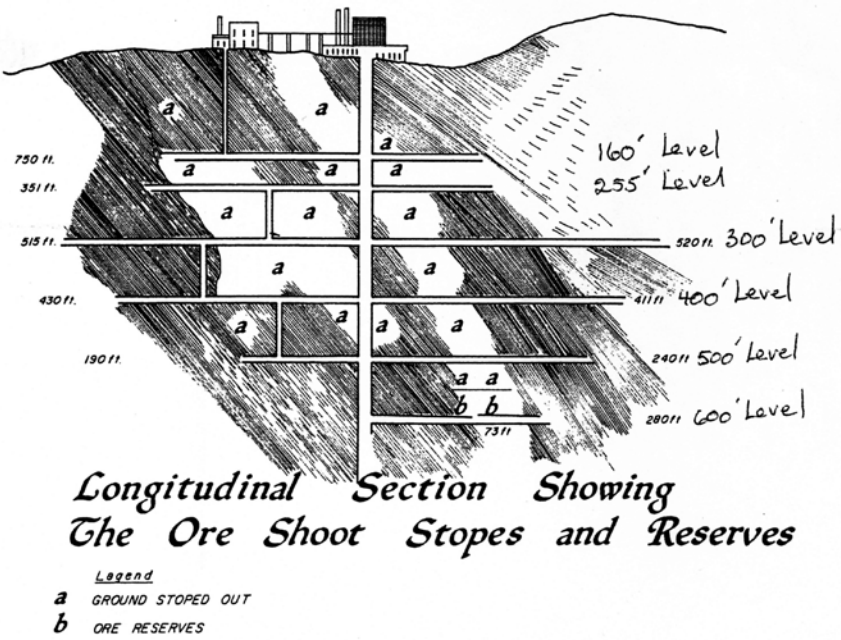 a
a
a
160' Level
750 ft.
a
a
a
255' Level
351 ft.
a
a
a
515 ft.
520 ft. 300' Level
a
a
430 ft.
411 ft 400' Level
a
a
a
a
190 ft.
240 ft 500' Level
a a
b b
280 ft 600' Level
73 ft
Longitudinal Section Showing
The Ore Shoot Stopes and Reserves
Legend
a GROUND STOPED OUT
b ORE RESERVES